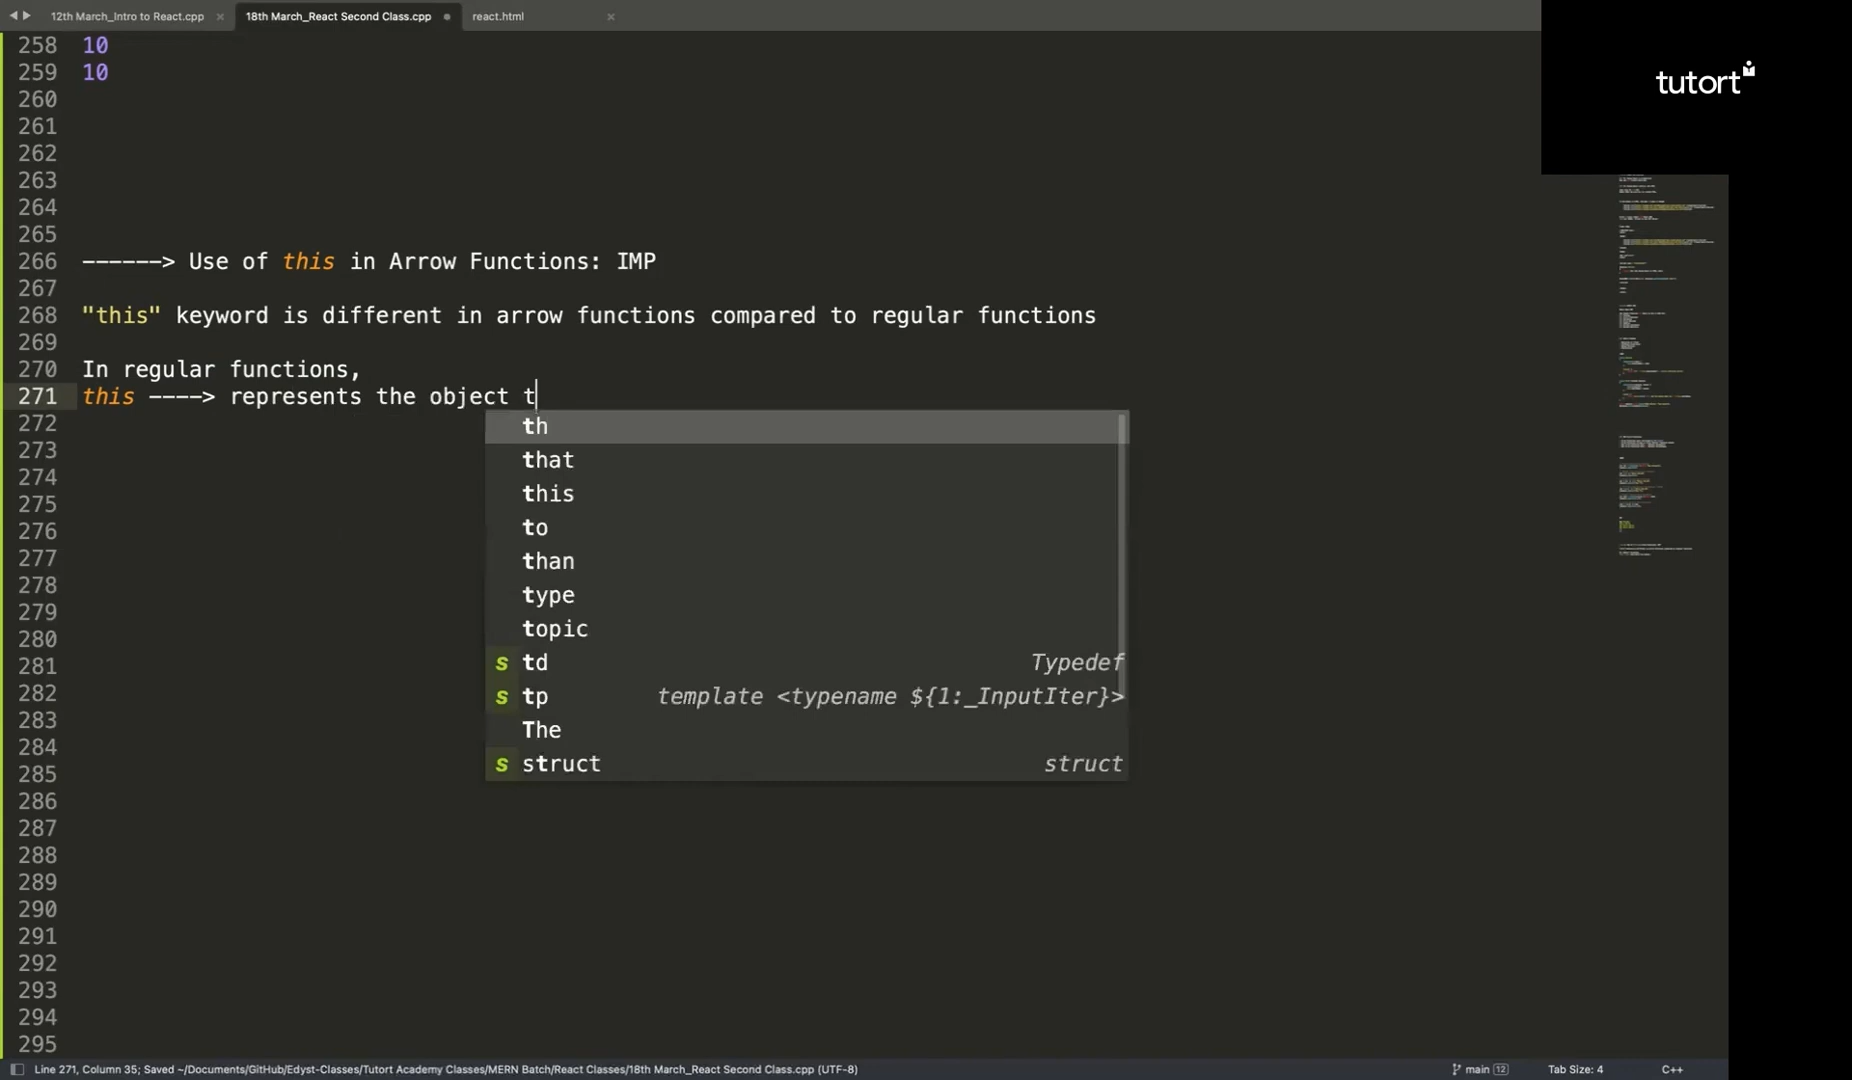 12th March_Intro to React.cpp
18th March_React Second Class.cpp
react.html
tutort
258 10
259 10
260
261
262
263
264
265
266 ------> Use of this in Arrow Functions: IMP
267
268 "this" keyword is different in arrow functions compared to regular functions
269
270 In regular functions,
271 this ----> represents the object t
272
273
274
275
276
277
278
279
280
281
282
283
284
285
286
287
288
289
290
291
292
293
294
295
th
that
this
to
than
type
topic
s td Typedef
s tp template <typename ${1:_InputIter}>
The
s struct struct
Line 271, Column 35; Saved ~/Documents/GitHub/Edyst-Classes/Tutort Academy Classes/MERN Batch/React Classes/18th March_React Second Class.cpp (UTF-8)
main 12
Tab Size: 4
C++